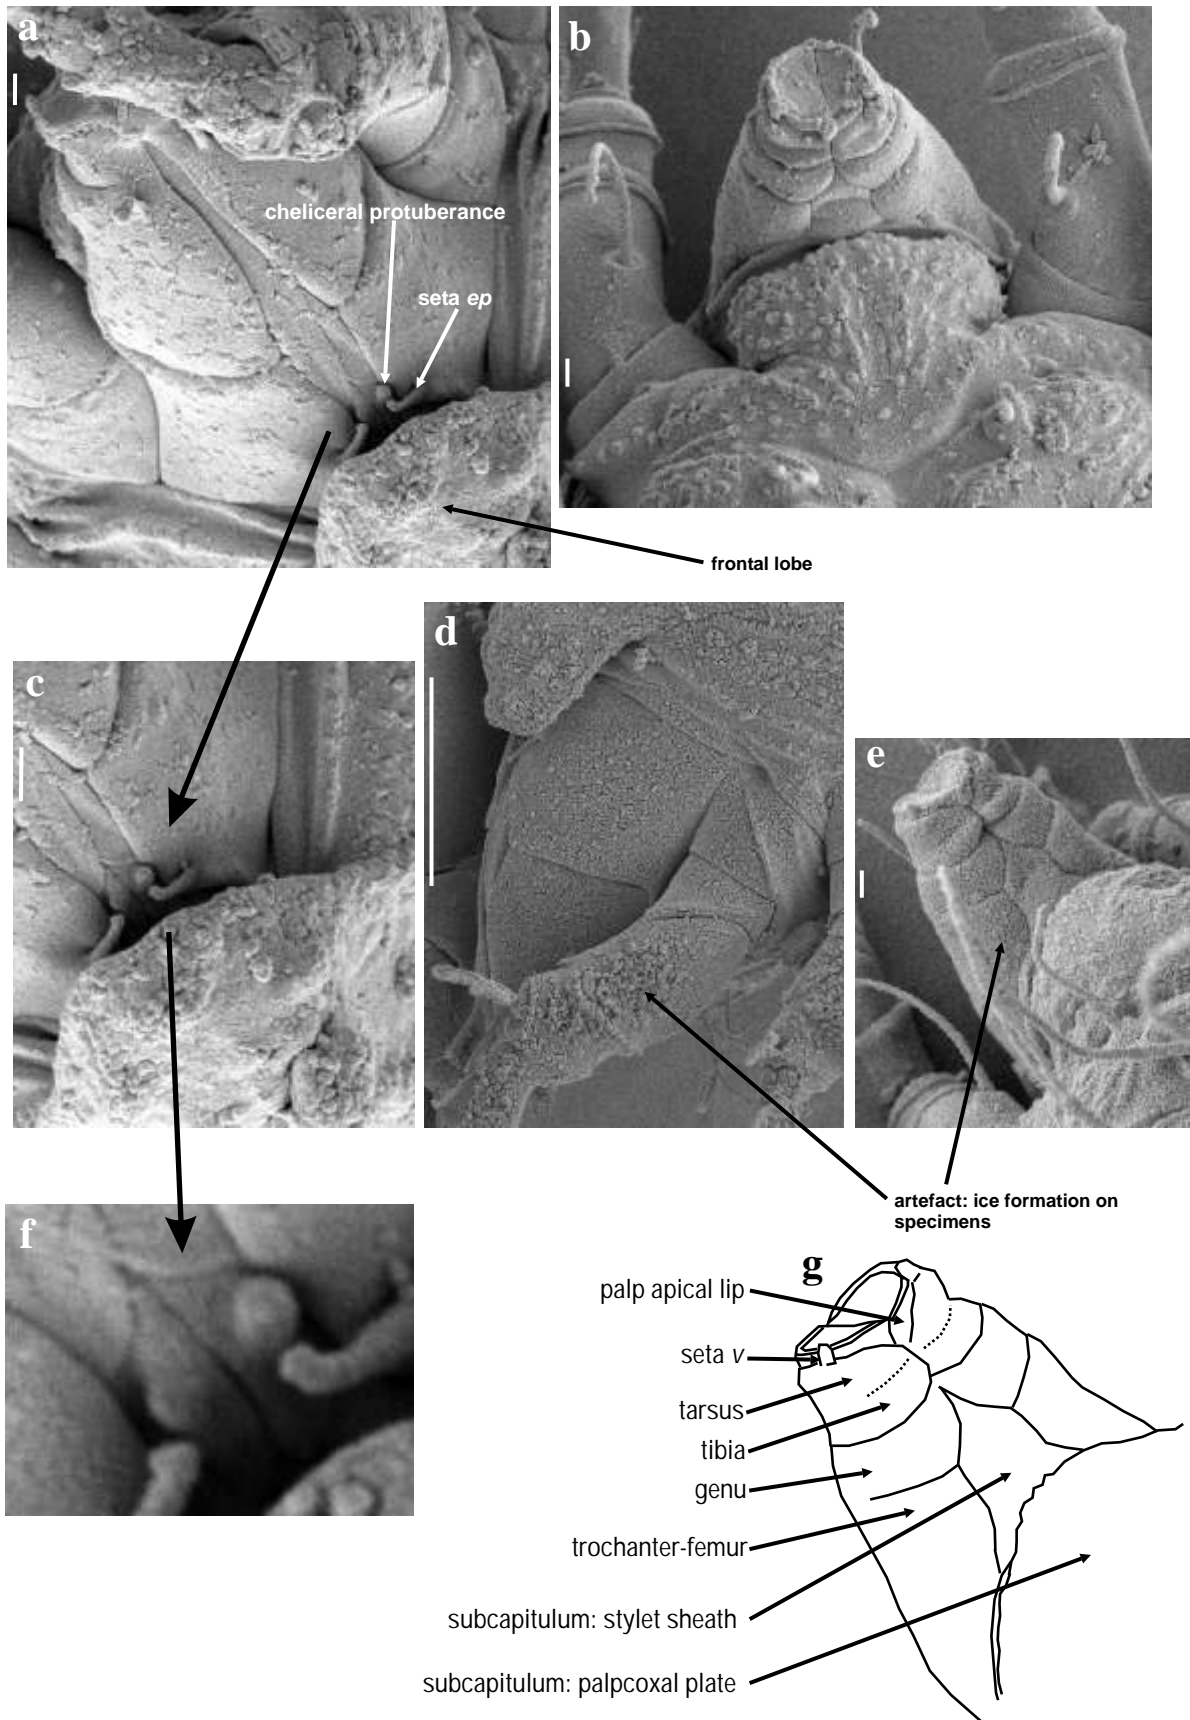 a
b
cheliceral protuberance
seta ep
frontal lobe
c
d
e
artefact: ice formation on
specimens
f
g
palp apical lip
seta v
tarsus
tibia
genu
trochanter-femur
subcapitulum: stylet sheath
subcapitulum: palpcoxal plate